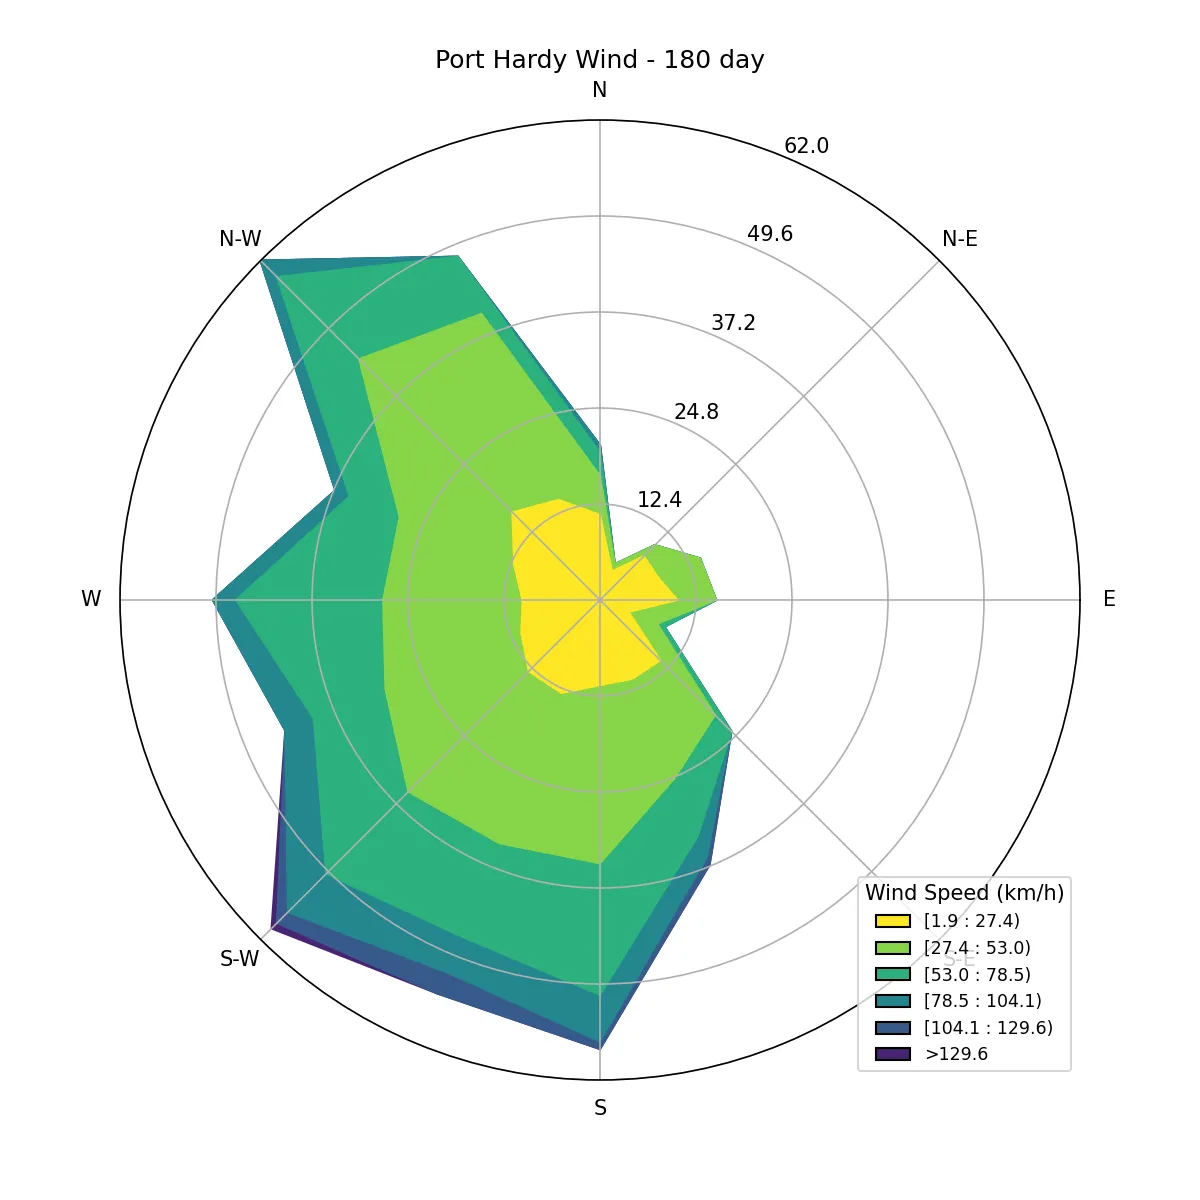 Port Hardy Wind - 180 day
N
62.0
N-W
49.6
N-E
37.2
24.8
12.4
W
E
Wind Speed (km/h)
[1.9 : 27.4)
[27.4 : 53.0)
S-W
S-E
[53.0 : 78.5)
[78.5 : 104.1)
[104.1 : 129.6)
>129.6
S